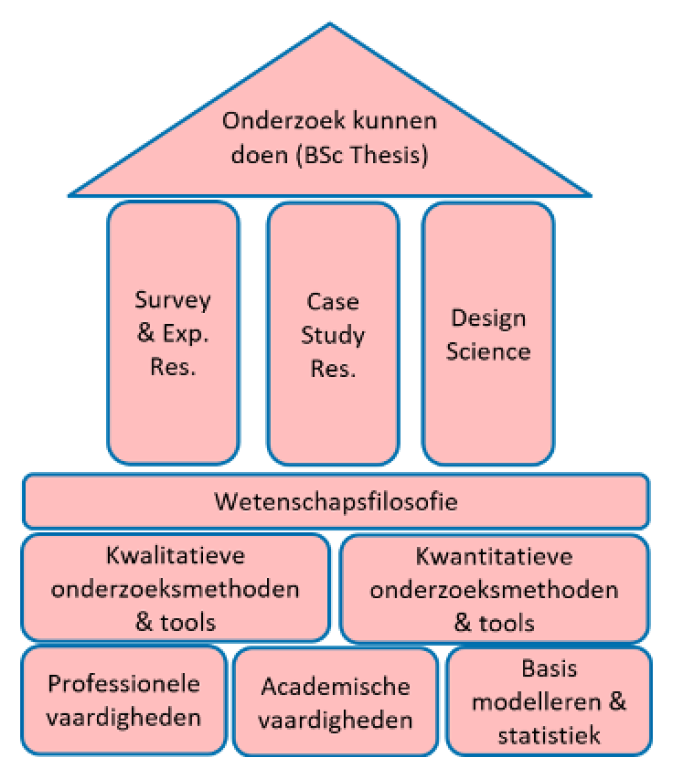 Onderzoek kunnen
doen (BSc Thesis)
Survey
& Exp.
Res.
Case
Study
Res.
Design
Science
Wetenschapsfilosofie
Kwalitatieve
onderzoeksmethoden
& tools
Kwantitatieve
onderzoeksmethoden
& tools
Professionele
vaardigheden
Academische
vaardigheden
Basis
modelleren &
statistiek